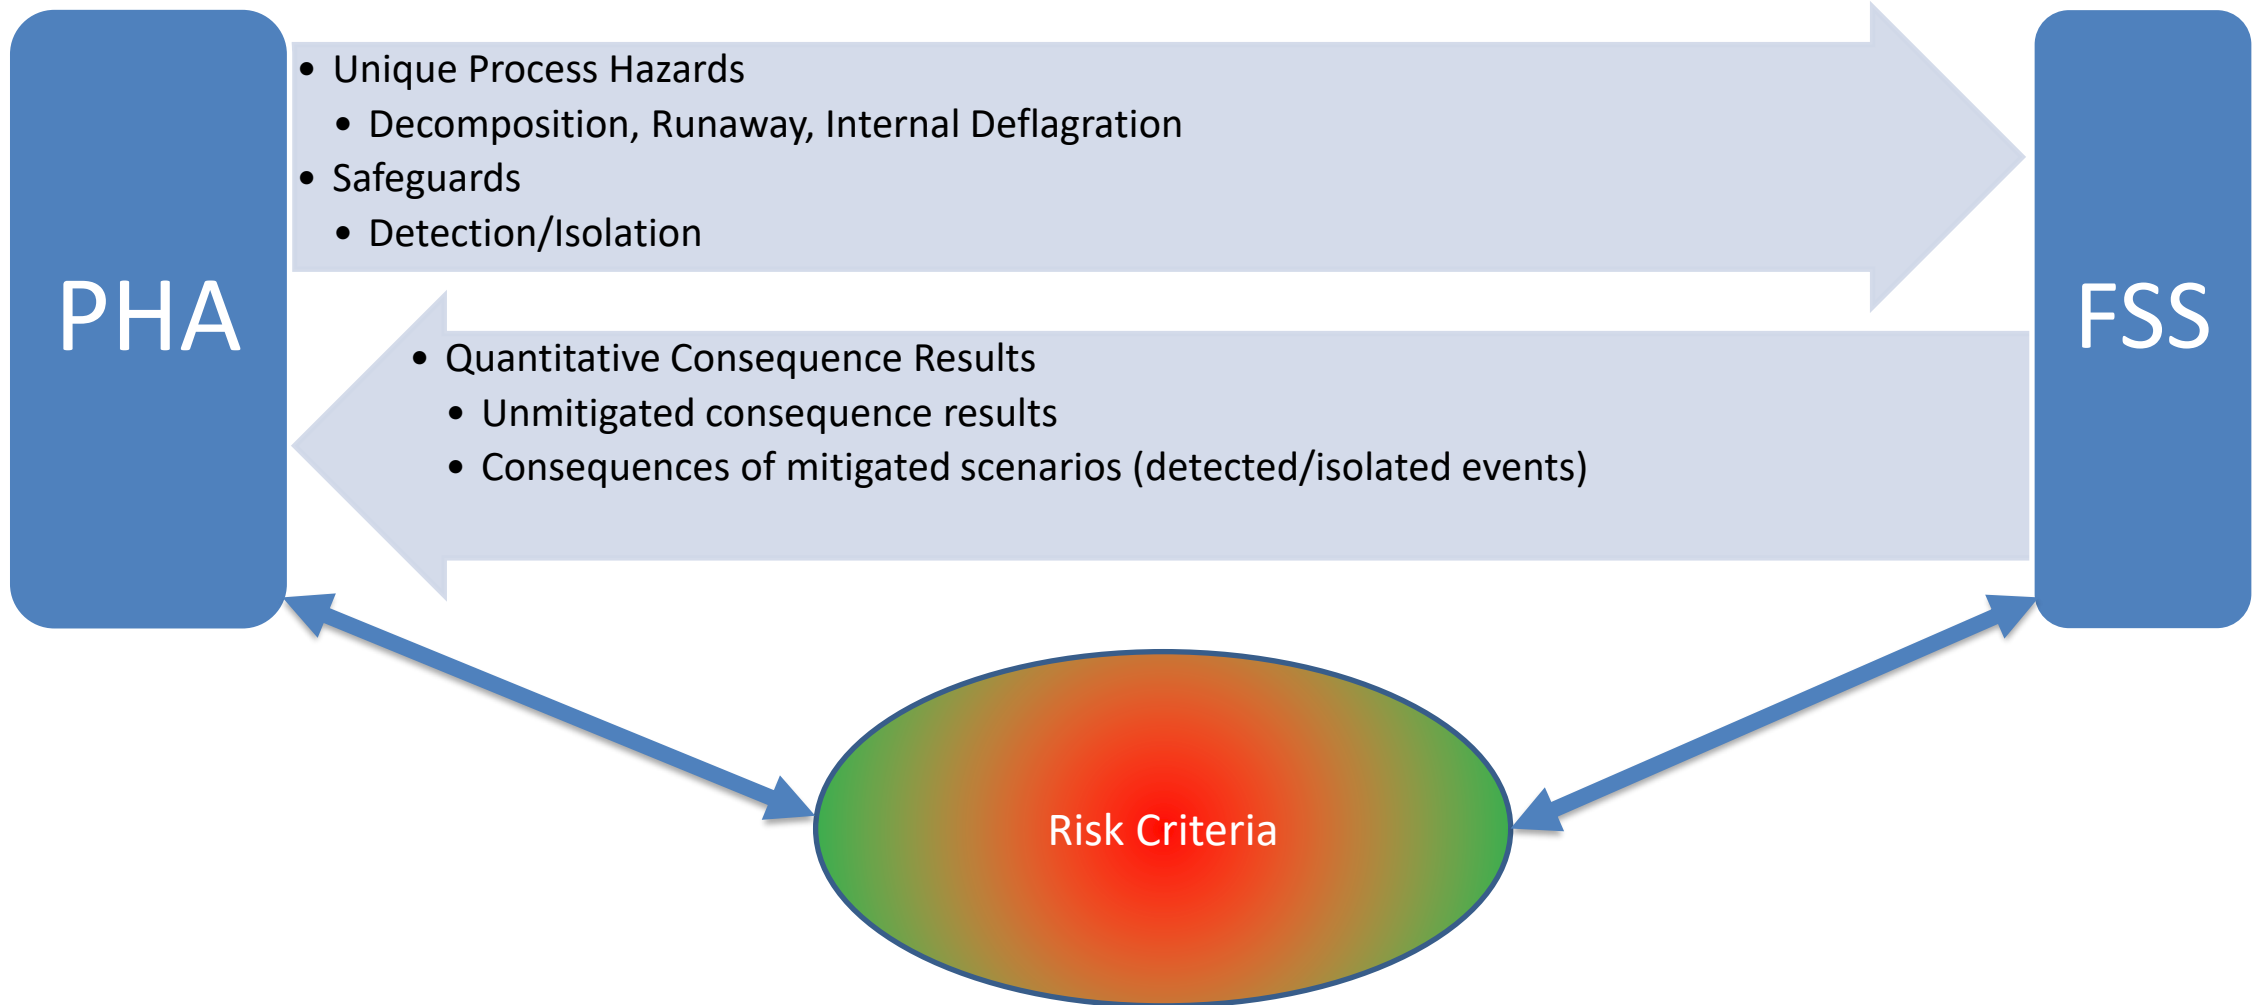 PHA
• Unique Process Hazards
• Decomposition, Runaway, Internal Deflagration
• Safeguards
• Detection/Isolation
FSS
• Quantitative Consequence Results
• Unmitigated consequence results
• Consequences of mitigated scenarios (detected/isolated events)
Risk Criteria